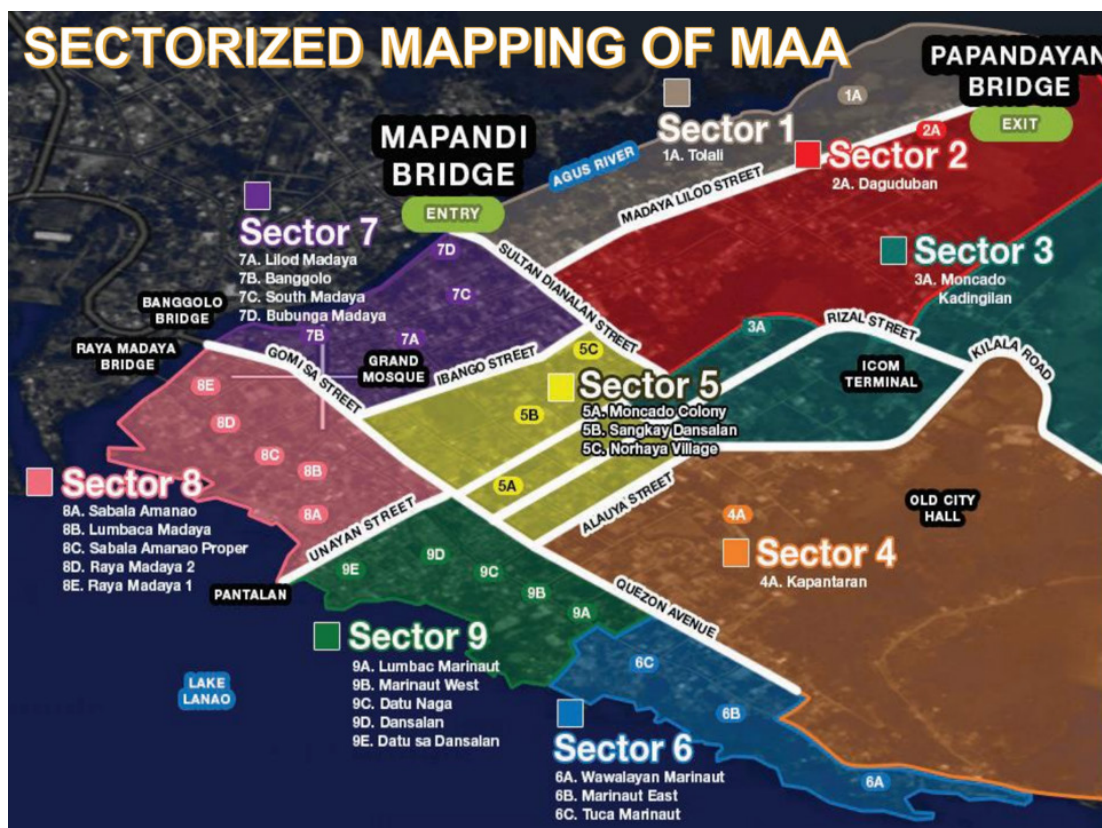 SECTORIZED MAPPING OF MAA
PAPANDAYAN
BRIDGE
EXIT
1A
Sector 1
1A. Tolali
2A
Sector 2
2A. Daguduban
MAPANDI
BRIDGE
ENTRY
AGUS RIVER
MADAYA LILOD STREET
Sector 7
7A. Lilod Madaya
7B. Banggolo
7C. South Madaya
7D. Bubunga Madaya
7D
7C
7B
7A
SULTAN DIANALAN STREET
Sector 3
3A. Moncado
Kadingilan
3A
RIZAL STREET
BANGGOLO
BRIDGE
RAYA MADAYA
BRIDGE
GOMISA STREET
GRAND
MOSQUE
IBANGO STREET
ICOM
TERMINAL
KILALA ROAD
5C
Sector 5
5A. Moncado Colony
5B. Sangkay Dansalan
5C. Norhaya Village
5B
5A
8E
8D
8C
8B
8A
Sector 8
8A. Sabala Amanao
8B. Lumbaca Madaya
8C. Sabala Amanao Proper
8D. Raya Madaya 2
8E. Raya Madaya 1
UNAYAN STREET
ALAUYA STREET
OLD CITY
HALL
4A
Sector 4
4A. Kapantaran
PANTALAN
9E
9D
9C
9B
9A
QUEZON AVENUE
Sector 9
9A. Lumbac Marinaut
9B. Marinaut West
9C. Datu Naga
9D. Dansalan
9E. Datu sa Dansalan
LAKE
LANAO
6C
6B
6A
Sector 6
6A. Wawalayan Marinaut
6B. Marinaut East
6C. Tuca Marinaut